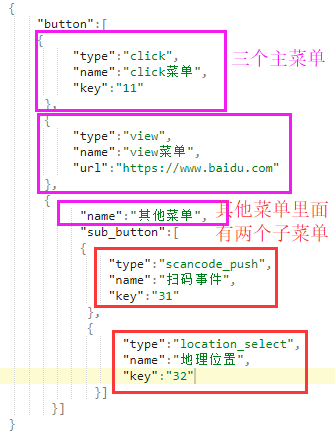 {
"button":[
{
"type":"click",
"name":"click菜单",
"key":"11"
},
三个主菜单
{
"type":"view",
"name":"view菜单",
"url":"https://www.baidu.com"
},
{
"name":"其他菜单",
"sub_button":[
其他菜单里面
有两个子菜单
{
"type":"scancode_push",
"name":"扫码事件",
"key":"31"
},
{
"type":"location_select",
"name":"地理位置",
"key":"32"
}]
}]
}